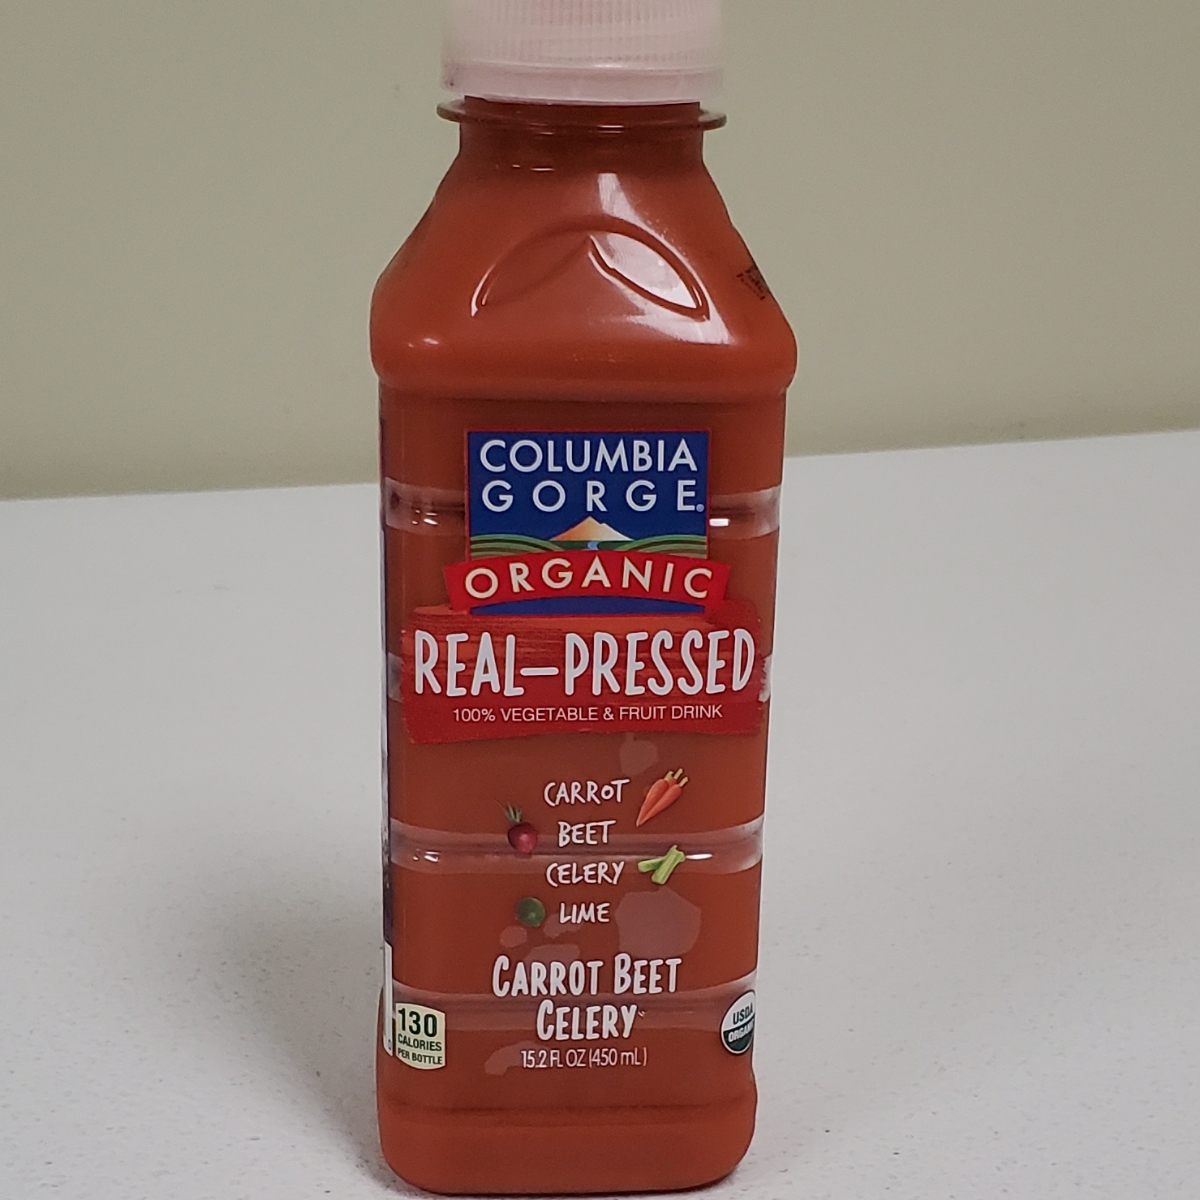 COLUMBIA
GORGE®
ORGANIC
REAL-PRESSED
100% VEGETABLE & FRUIT DRINK
CARROT
BEET
CELERY
LIME
CARROT BEET
CELERY
15.2 FL OZ (450 mL)
130
CALORIES
PER BOTTLE
USDA
ORGANIC